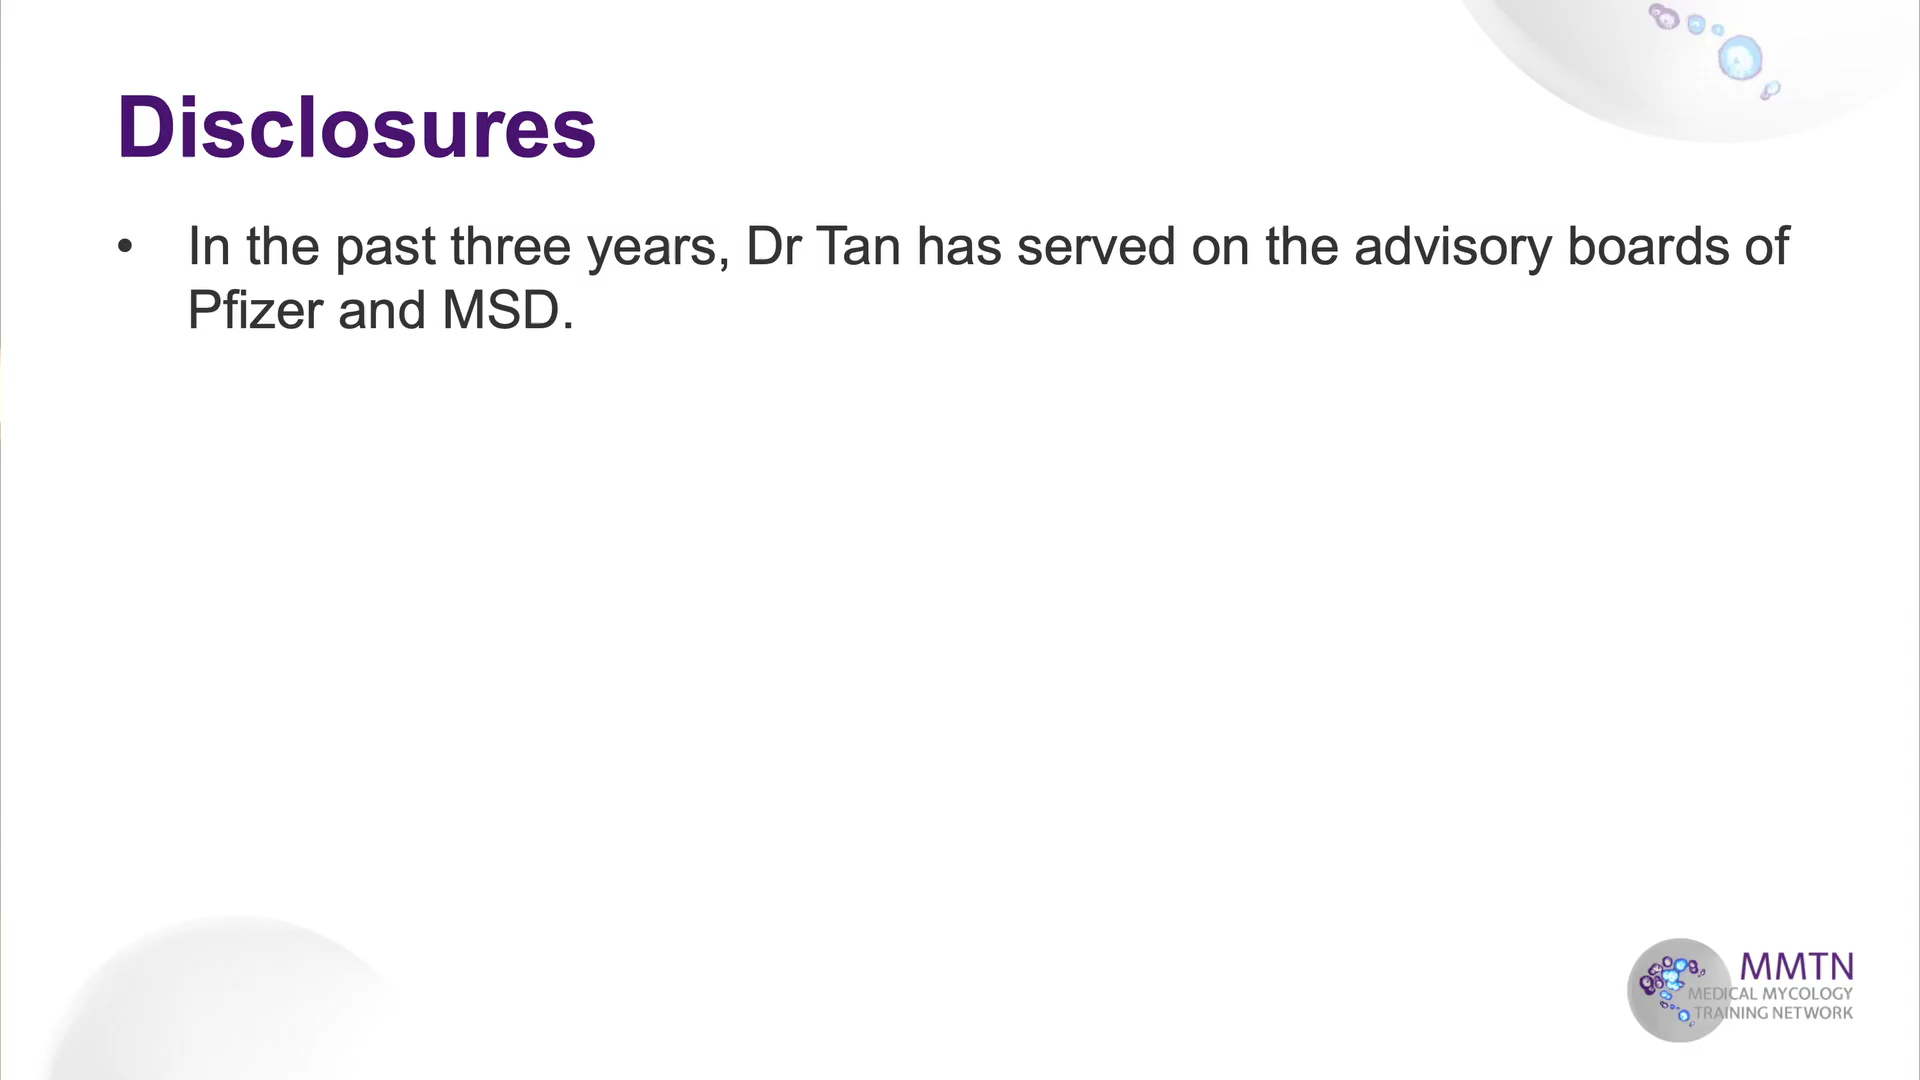 Disclosures
• In the past three years, Dr Tan has served on the advisory boards of
Pfizer and MSD.
MMTN
MEDICAL MYCOLOGY
TRAINING NETWORK